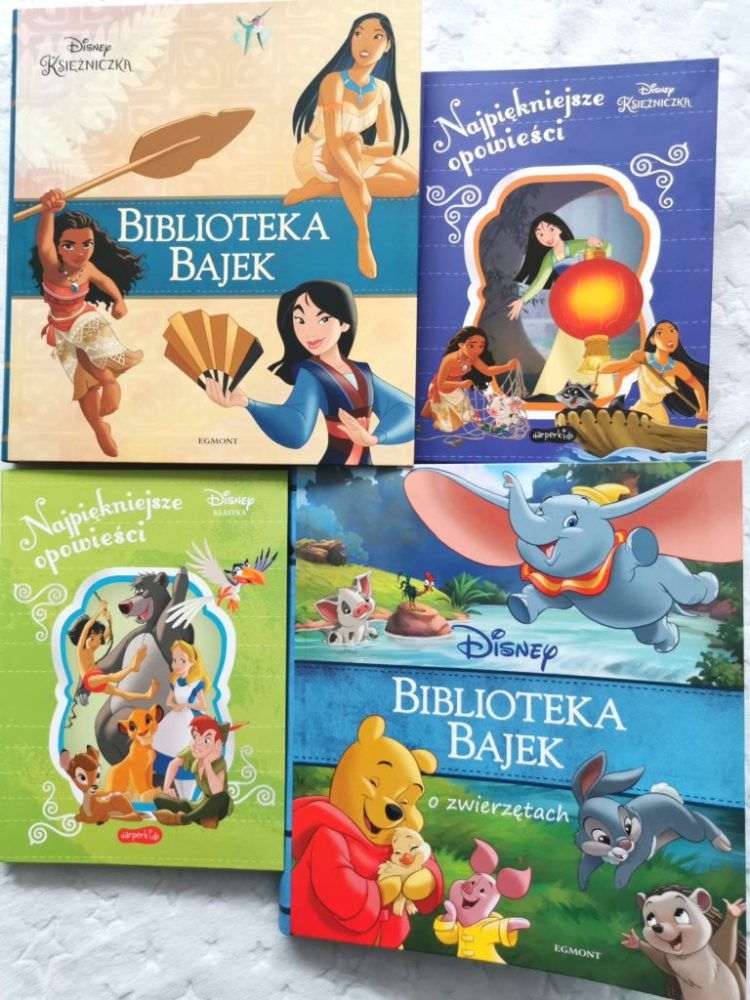 Disney
KSIĘŻNICZKA
BIBLIOTEKA
BAJEK
EGMONT
Najpiękniejsze
opowieści
Disney
KSIĘŻNICZKA
HarperKids
Najpiękniejsze
opowieści
Disney
KLASYKA
HarperKids
Disney
BIBLIOTEKA
BAJEK
o zwierzętach
EGMONT